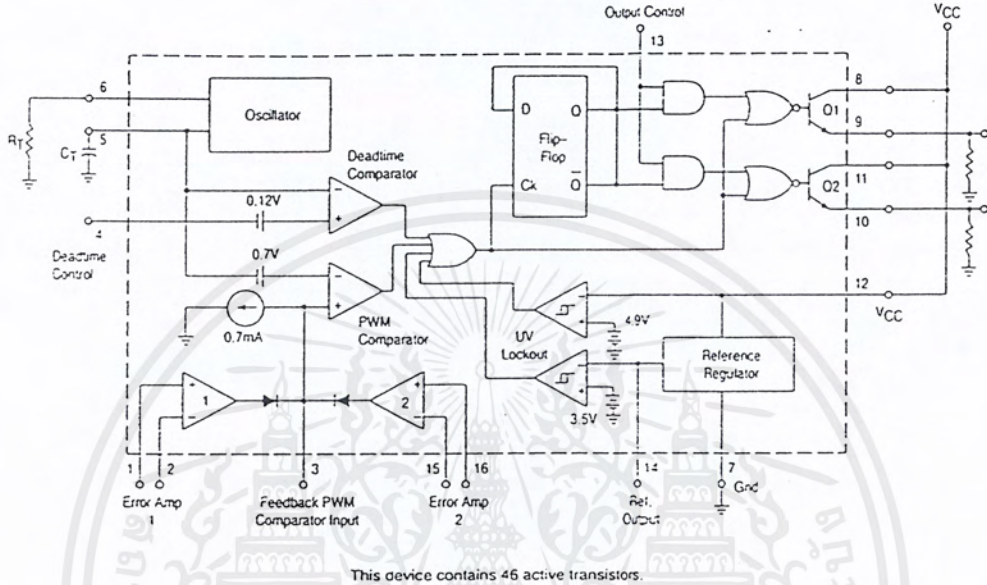 Output Control
VCC
13
6
RT
Oscillator
5
CT
D
Q
Flip-
Flop
Ck
Q
8
Q1
9
11
Q2
10
Deadtime
Comparator
0.12V
4
Deadtime
Control
0.7V
0.7mA
PWM
Comparator
UV
Lockout
4.9V
3.5V
12
VCC
Reference
Regulator
1
2
1
2
3
15
16
14
7
Error Amp
1
Feedback PWM
Comparator Input
Error Amp
2
Ref.
Output
Gnd
This device contains 46 active transistors.